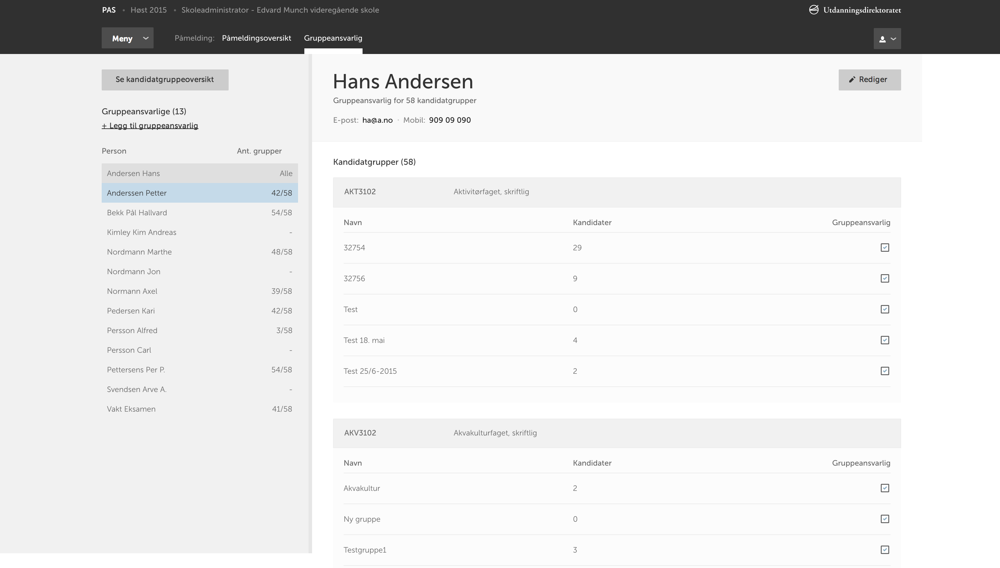 PAS • Høst 2015 • Skoleadministrator - Edvard Munch videregående skole
Utdanningsdirektoratet
Meny
Påmelding: Påmeldingsoversikt Gruppeansvarlig
Se kandidatgruppeoversikt
Gruppeansvarlige (13)
+ Legg til gruppeansvarlig
Person Ant. grupper
Andersen Hans Alle
Anderssen Petter 42/58
Bekk Pål Hallvard 54/58
Kimley Kim Andreas -
Nordmann Marthe 48/58
Nordmann Jon -
Normann Axel 39/58
Pedersen Kari 42/58
Persson Alfred 3/58
Persson Carl -
Pettersens Per P. 54/58
Svendsen Arve A. -
Vakt Eksamen 41/58
Hans Andersen
Rediger
Gruppeansvarlig for 58 kandidatgrupper
E-post: ha@a.no • Mobil: 909 09 090
Kandidatgrupper (58)
AKT3102 Aktivitørfaget, skriftlig
Navn Kandidater Gruppeansvarlig
32754 29
32756 9
Test 0
Test 18. mai 4
Test 25/6-2015 2
AKV3102 Akvakulturfaget, skriftlig
Navn Kandidater Gruppeansvarlig
Akvakultur 2
Ny gruppe 0
Testgruppe1 3